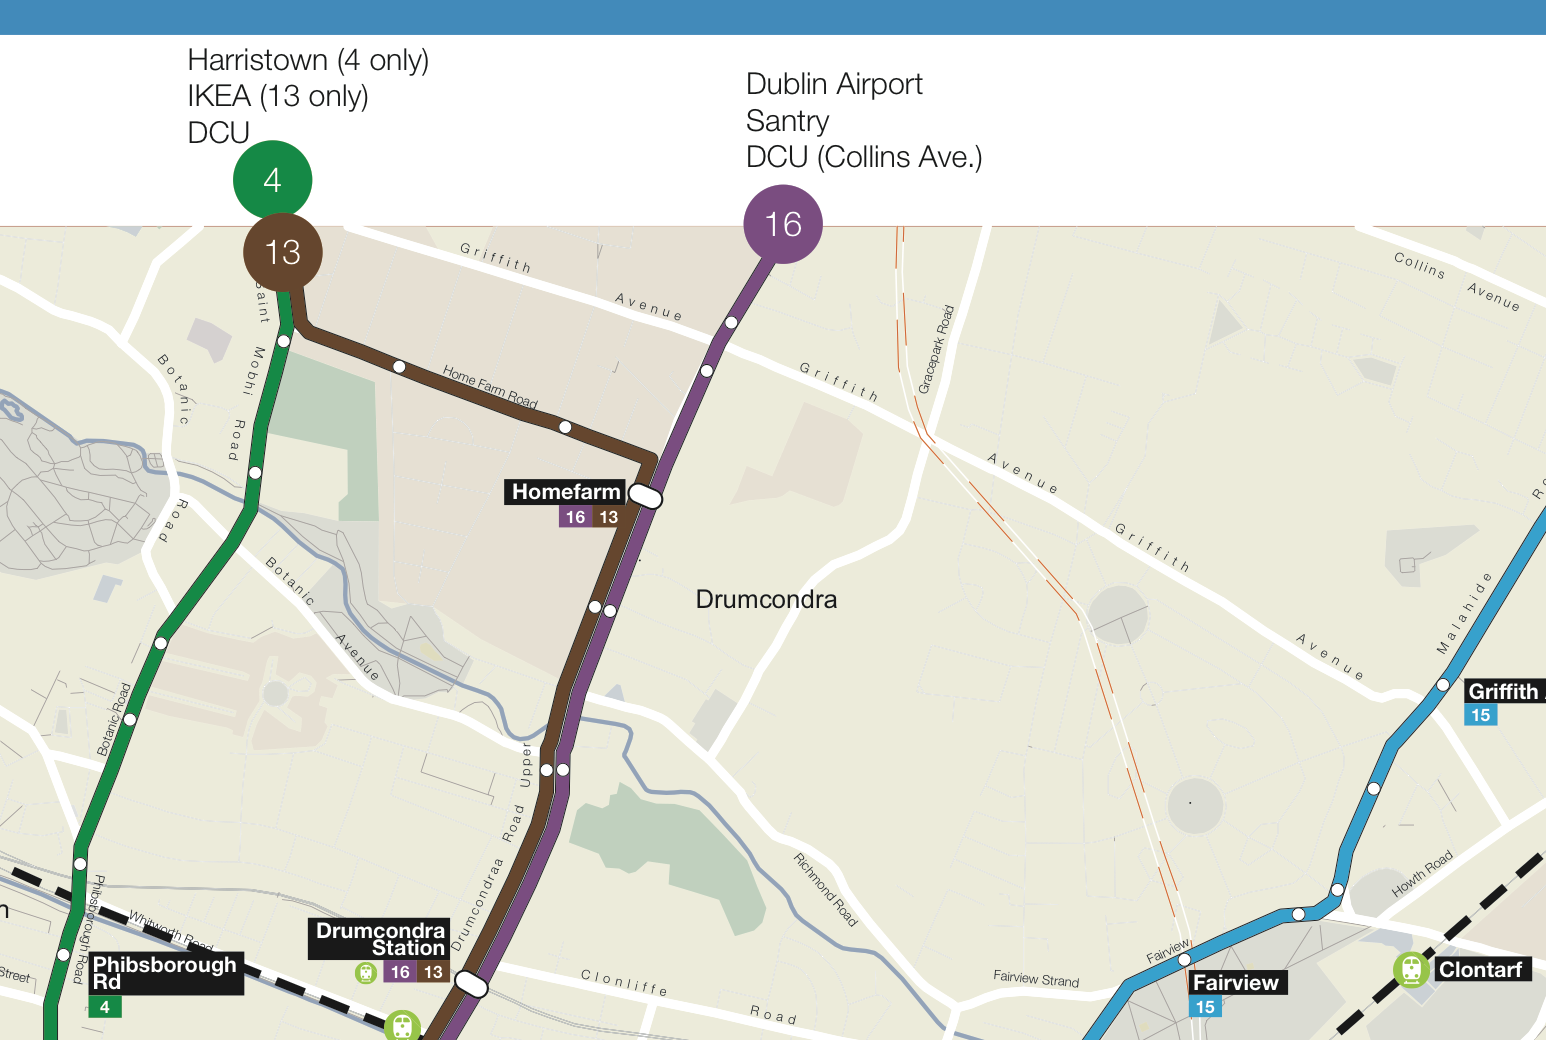 Harristown (4 only)
IKEA (13 only)
DCU
Dublin Airport
Santry
DCU (Collins Ave.)
4
13
16
Griffith
Avenue
Griffith
Avenue
Griffith
Avenue
Collins
Avenue
Gracepark Road
Saint
Mobhi
Road
Botanic
Road
Home Farm Road
Homefarm
16 13
Drumcondra
Botanic
Avenue
Malahide
Griffith
15
Botanic Road
Upper
Road
Drumcondraa
Richmond Road
Howth Road
Phibsborough Road
Whitworth Road
Drumcondra
Station
16 13
Phibsborough
Rd
4
Street
Clonliffe
Road
Fairview Strand
Fairview
Fairview
15
Clontarf